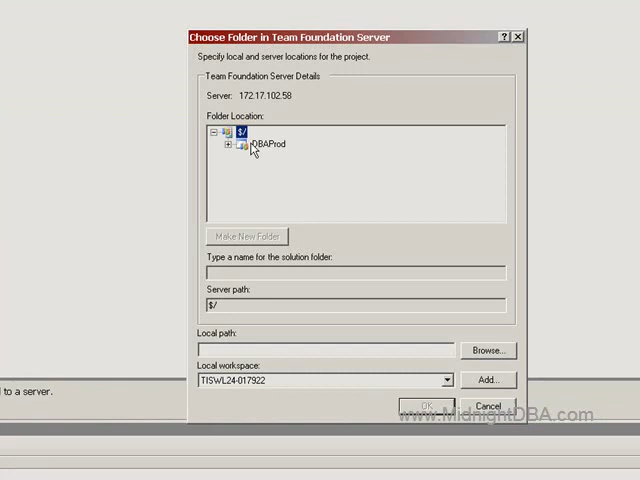 Choose Folder in Team Foundation Server
Specify local and server locations for the project.
Team Foundation Server Details
Server: 172.17.102.58
Folder Location:
$/
DBAProd
Make New Folder
Type a name for the solution folder:
Server path:
$/
Local path:
Browse...
Local workspace:
TISWL24-017922
Add...
d to a server.
OK
Cancel
www.MidnightDBA.com